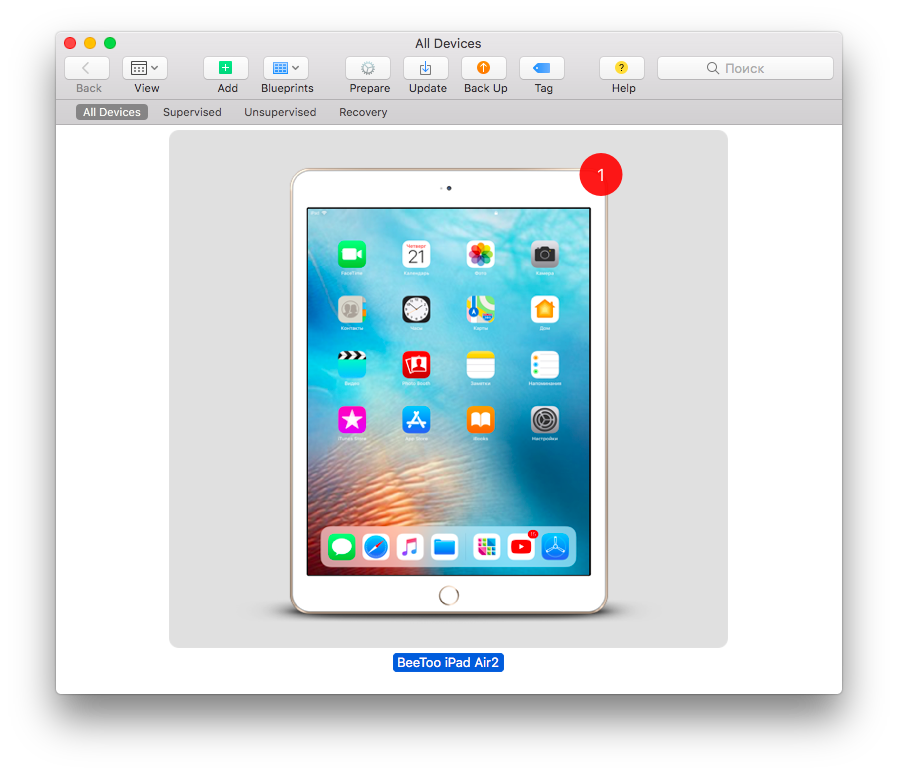 All Devices
Back View Add Blueprints Prepare Update Back Up Tag Help Поиск
All Devices Supervised Unsupervised Recovery
1
iPad
Четверг
21
FaceTime Календарь Фото Камера
Контакты Часы Карты Дом
Видео Photo Booth Заметки Напоминания
iTunes Store App Store iBooks Настройки
BeeToo iPad Air2